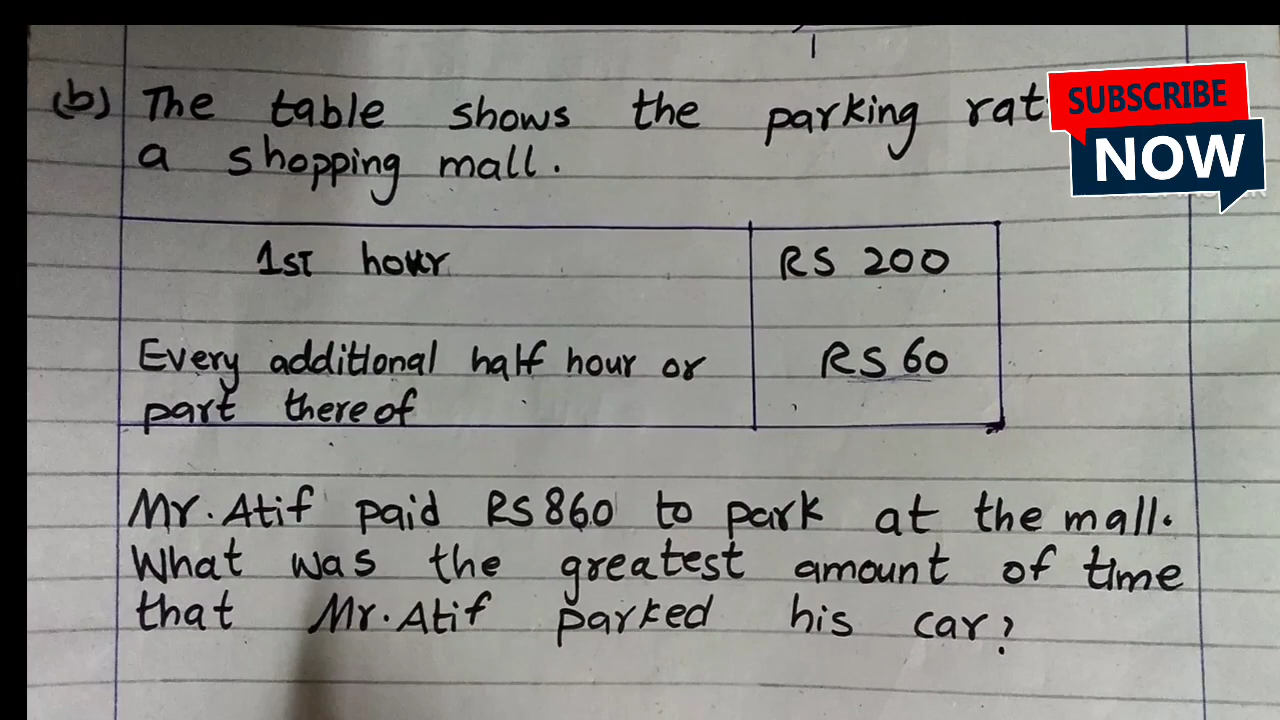 (b) The table shows the parking rat
SUBSCRIBE
NOW
a shopping mall.
1st hour RS 200
Every additional half hour or RS 60
part thereof
Mr. Atif paid RS 860 to park at the mall.
What was the greatest amount of time
that Mr. Atif parked his car?